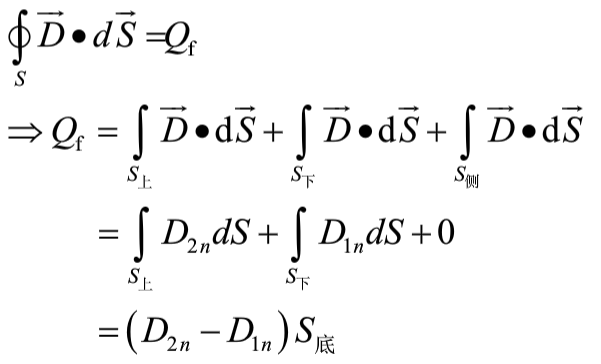 ∮_S D⃗•dS⃗=Q_f
⇒Q_f = ∫_{S上} D⃗•dS⃗ + ∫_{S下} D⃗•dS⃗ + ∫_{S侧} D⃗•dS⃗
= ∫_{S上} D_{2n}dS + ∫_{S下} D_{1n}dS + 0
=(D_{2n} − D_{1n})S_底